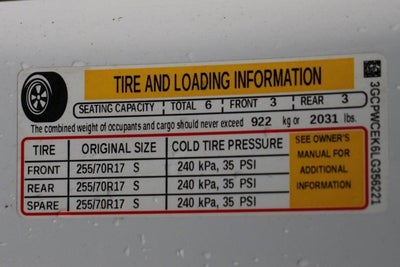 TIRE AND LOADING INFORMATION
SEATING CAPACITY TOTAL 6 FRONT 3 REAR 3
The combined weight of occupants and cargo should never exceed 922 kg or 2031 lbs.
TIRE ORIGINAL SIZE COLD TIRE PRESSURE
FRONT 255/70R17 S 240 kPa, 35 PSI
REAR 255/70R17 S 240 kPa, 35 PSI
SPARE 255/70R17 S 240 kPa, 35 PSI
SEE OWNER'S
MANUAL FOR
ADDITIONAL
INFORMATION
3GCPWCEK6LG356221